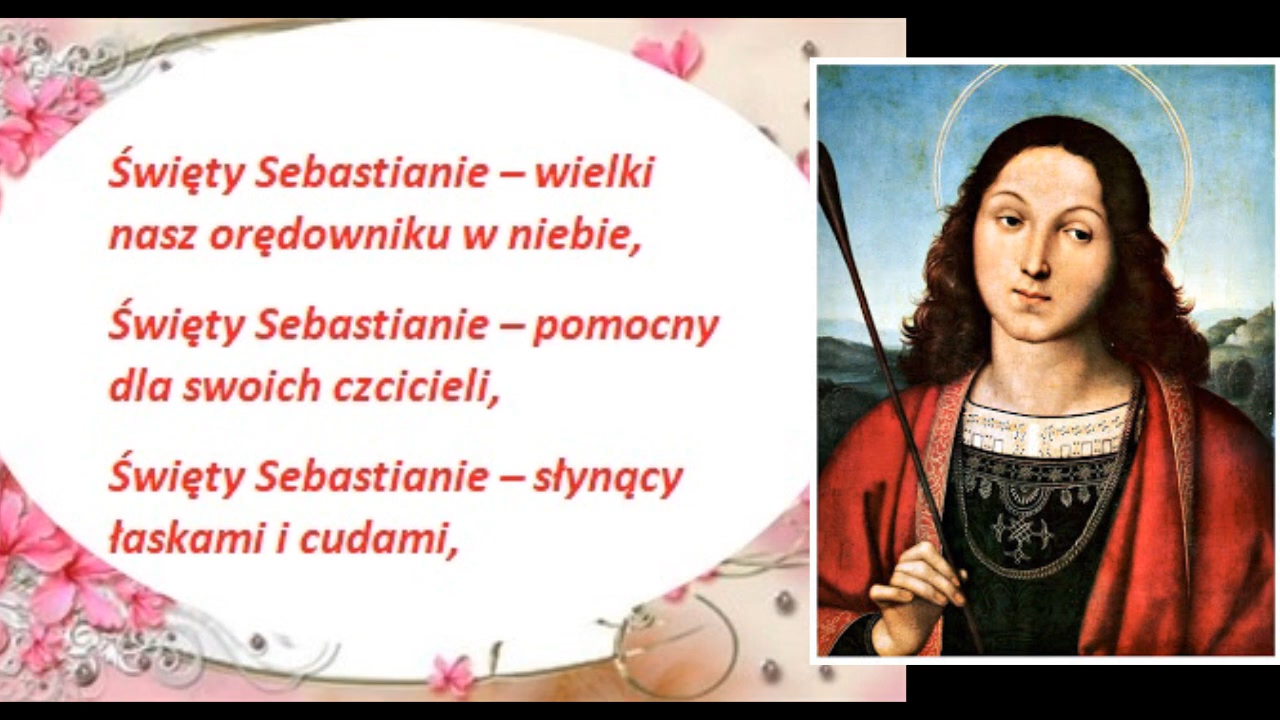 Święty Sebastianie – wielki
nasz orędowniku w niebie,
Święty Sebastianie – pomocny
dla swoich czcicieli,
Święty Sebastianie – słynący
łaskami i cudami,